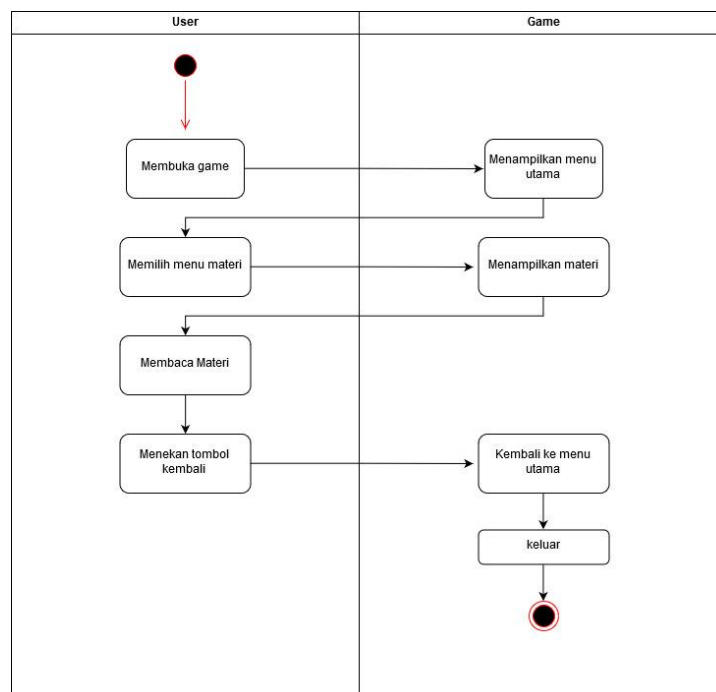 User
Game
Membuka game
Menampilkan menu
utama
Memilih menu materi
Menampilkan materi
Membaca Materi
Menekan tombol
kembali
Kembali ke menu
utama
keluar